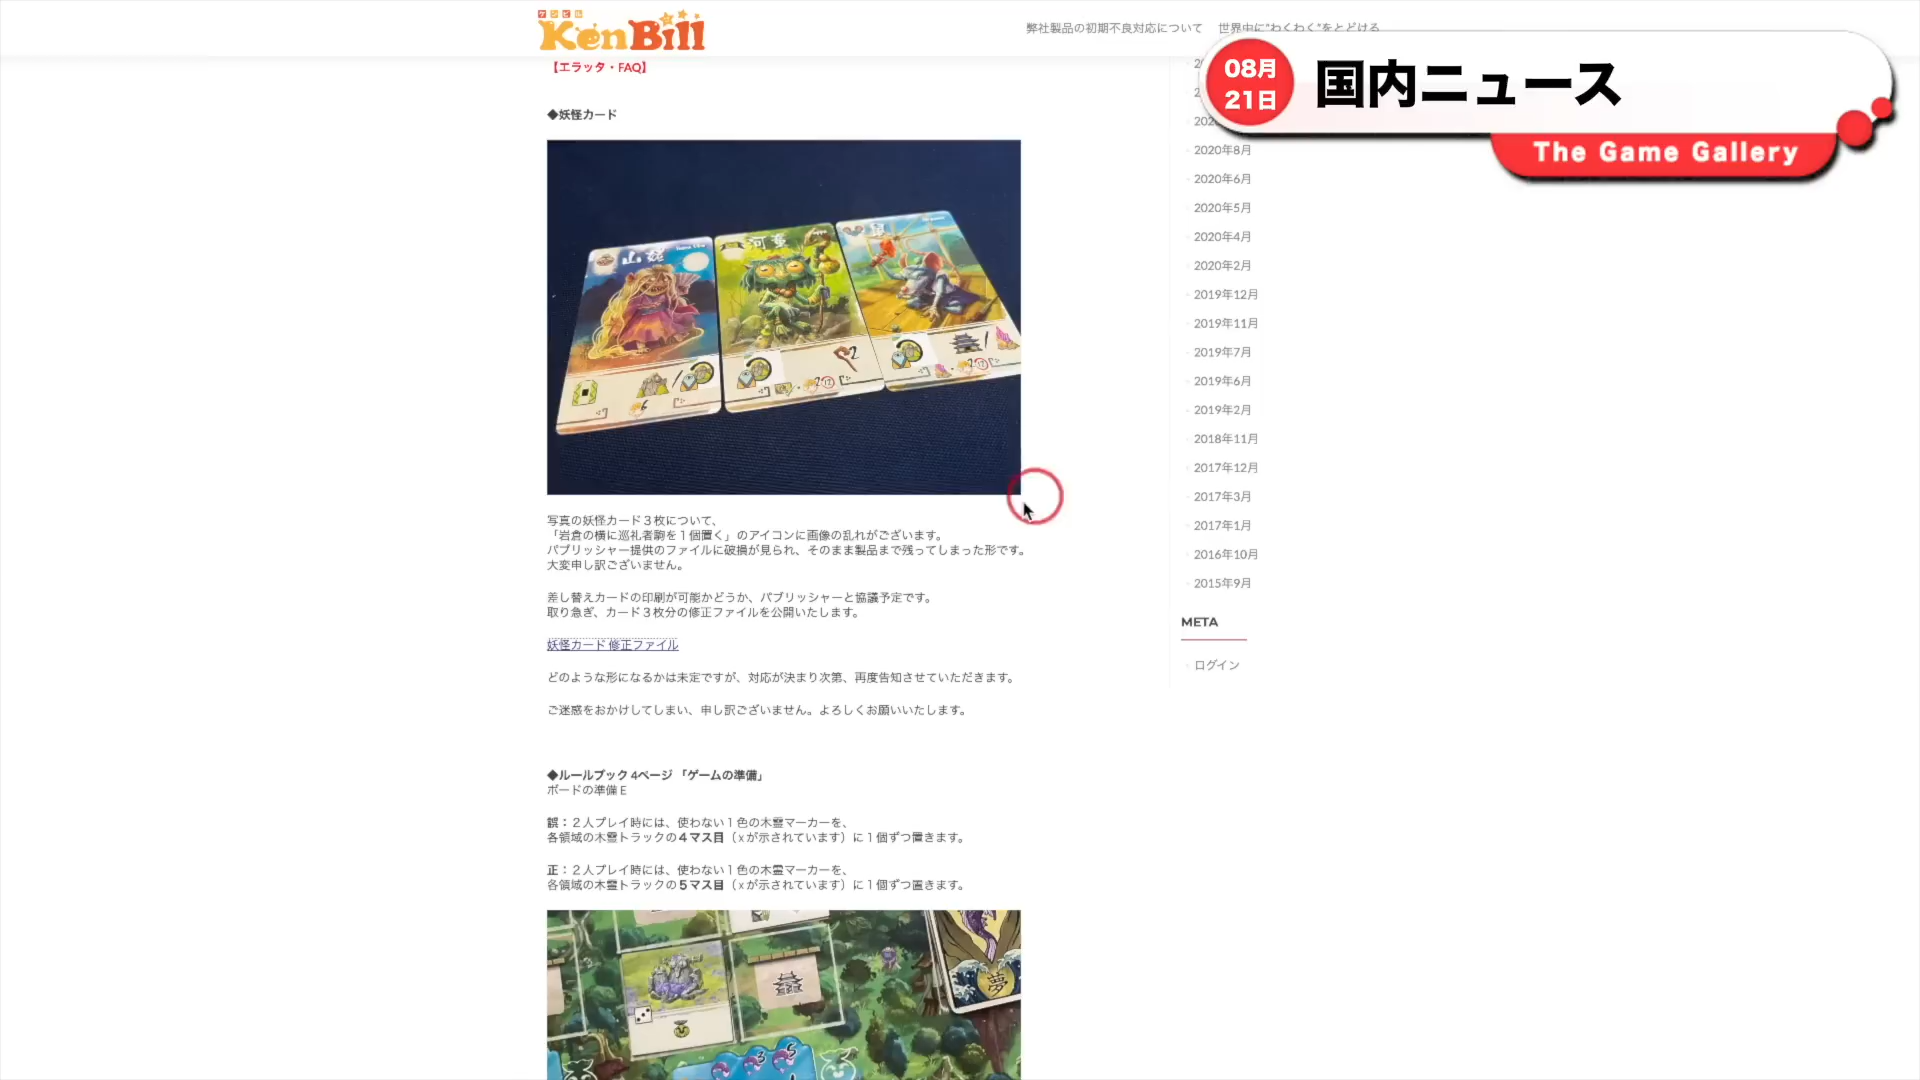 ケンビル
KenBill
弊社製品の初期不良対応について 世界中に"わくわく"をとどける
08月
21日
国内ニュース
The Game Gallery
【エラッタ・FAQ】
◆妖怪カード
山姥
河童
写真の妖怪カード３枚について、
「岩倉の横に巡礼者駒を１個置く」のアイコンに画像の乱れがございます。
パブリッシャー提供のファイルに破損が見られ、そのまま製品まで残ってしまった形です。
大変申し訳ございません。
差し替えカードの印刷が可能かどうか、パブリッシャーと協議予定です。
取り急ぎ、カード３枚分の修正ファイルを公開いたします。
妖怪カード 修正ファイル
どのような形になるかは未定ですが、対応が決まり次第、再度告知させていただきます。
ご迷惑をおかけしてしまい、申し訳ございません。よろしくお願いいたします。
◆ルールブック 4ページ 「ゲームの準備」
ボードの準備 E
誤：２人プレイ時には、使わない１色の木霊マーカーを、
各領域の木霊トラックの４マス目（ｘが示されています）に１個ずつ置きます。
正：２人プレイ時には、使わない１色の木霊マーカーを、
各領域の木霊トラックの５マス目（ｘが示されています）に１個ずつ置きます。
夢
3
5
2020年8月
2020年6月
2020年5月
2020年4月
2020年2月
2019年12月
2019年11月
2019年7月
2019年6月
2019年2月
2018年11月
2017年12月
2017年3月
2017年1月
2016年10月
2015年9月
META
ログイン